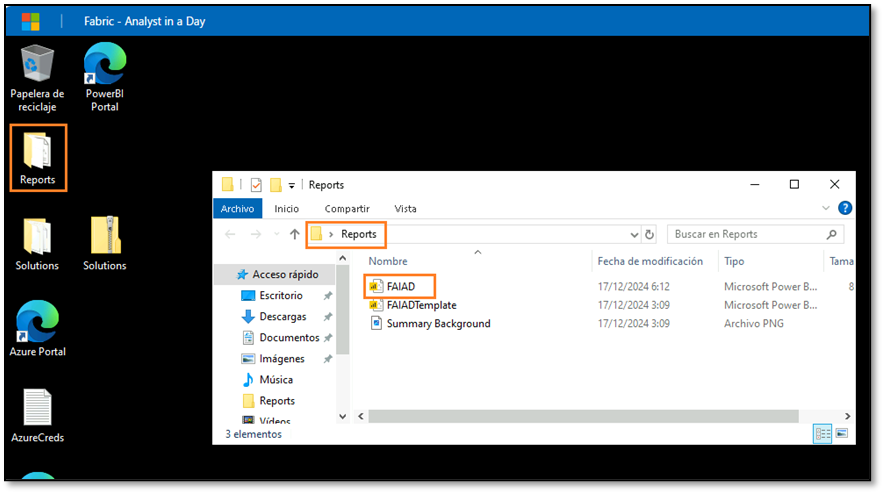 Fabric - Analyst in a Day
Papelera de
reciclaje
PowerBI
Portal
Reports
Solutions
Solutions
Azure Portal
AzureCreds
Reports
Archivo
Inicio
Compartir
Vista
Reports
Buscar en Reports
Nombre
Fecha de modificación
Tipo
Tama
Acceso rápido
Escritorio
Descargas
Documentos
Imágenes
Música
Reports
Vídeos
FAIAD 17/12/2024 6:12 Microsoft Power B... 8
FAIADTemplate 17/12/2024 3:09 Microsoft Power B...
Summary Background 17/12/2024 3:09 Archivo PNG
3 elementos